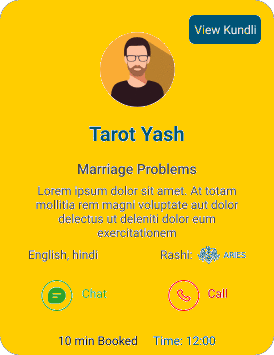 View Kundli
Tarot Yash
Marriage Problems
Lorem ipsum dolor sit amet. At totam
mollitia rem magni voluptate aut dolor
delectus ut deleniti dolor eum
exercitationem
English, hindi Rashi: ARIES
Chat Call
10 min Booked Time: 12:00